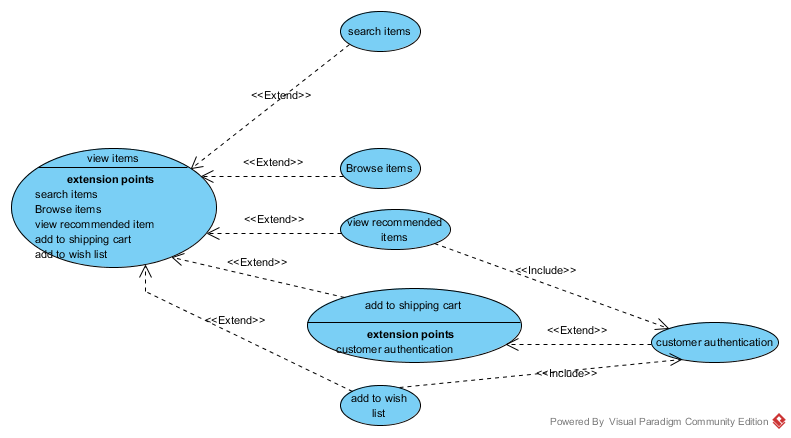 search items
<<Extend>>
view items
extension points
search items
Browse items
view recommended item
add to shipping cart
add to wish list
<<Extend>>
Browse items
<<Extend>>
view recommended
items
<<Extend>>
<<Include>>
add to shipping cart
extension points
customer authentication
<<Extend>>
<<Extend>>
customer authentication
<<Include>>
add to wish
list
Powered By Visual Paradigm Community Edition